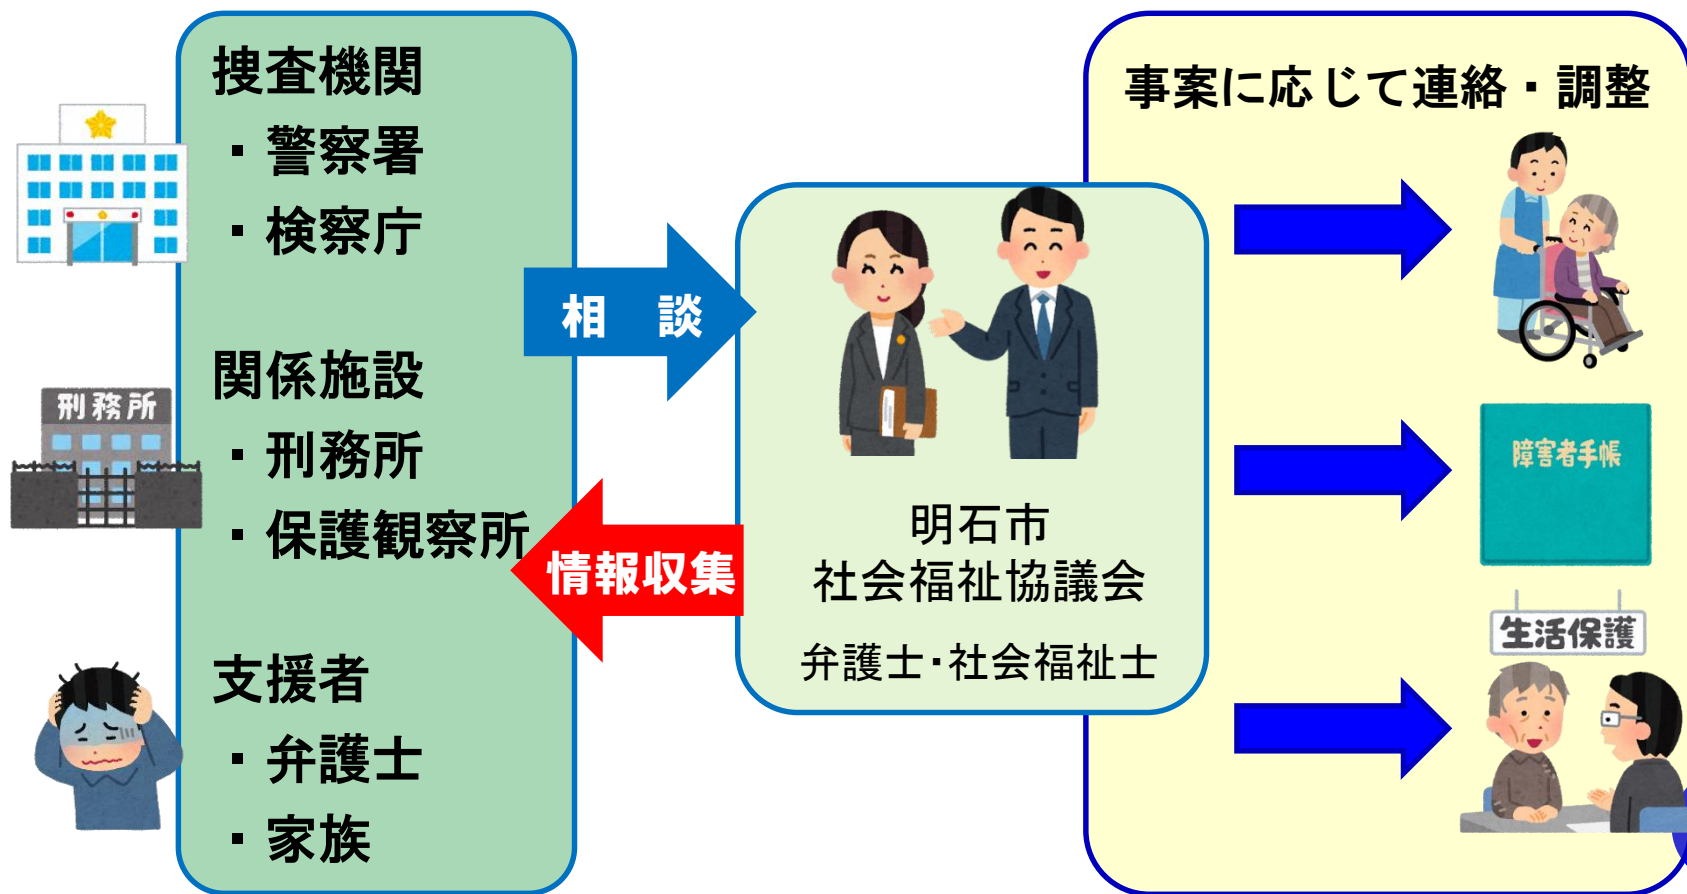 捜査機関
・警察署
・検察庁
刑務所
関係施設
・刑務所
・保護観察所
支援者
・弁護士
・家族
相　談
情報収集
明石市
社会福祉協議会
弁護士・社会福祉士
事案に応じて連絡・調整
障害者手帳
生活保護